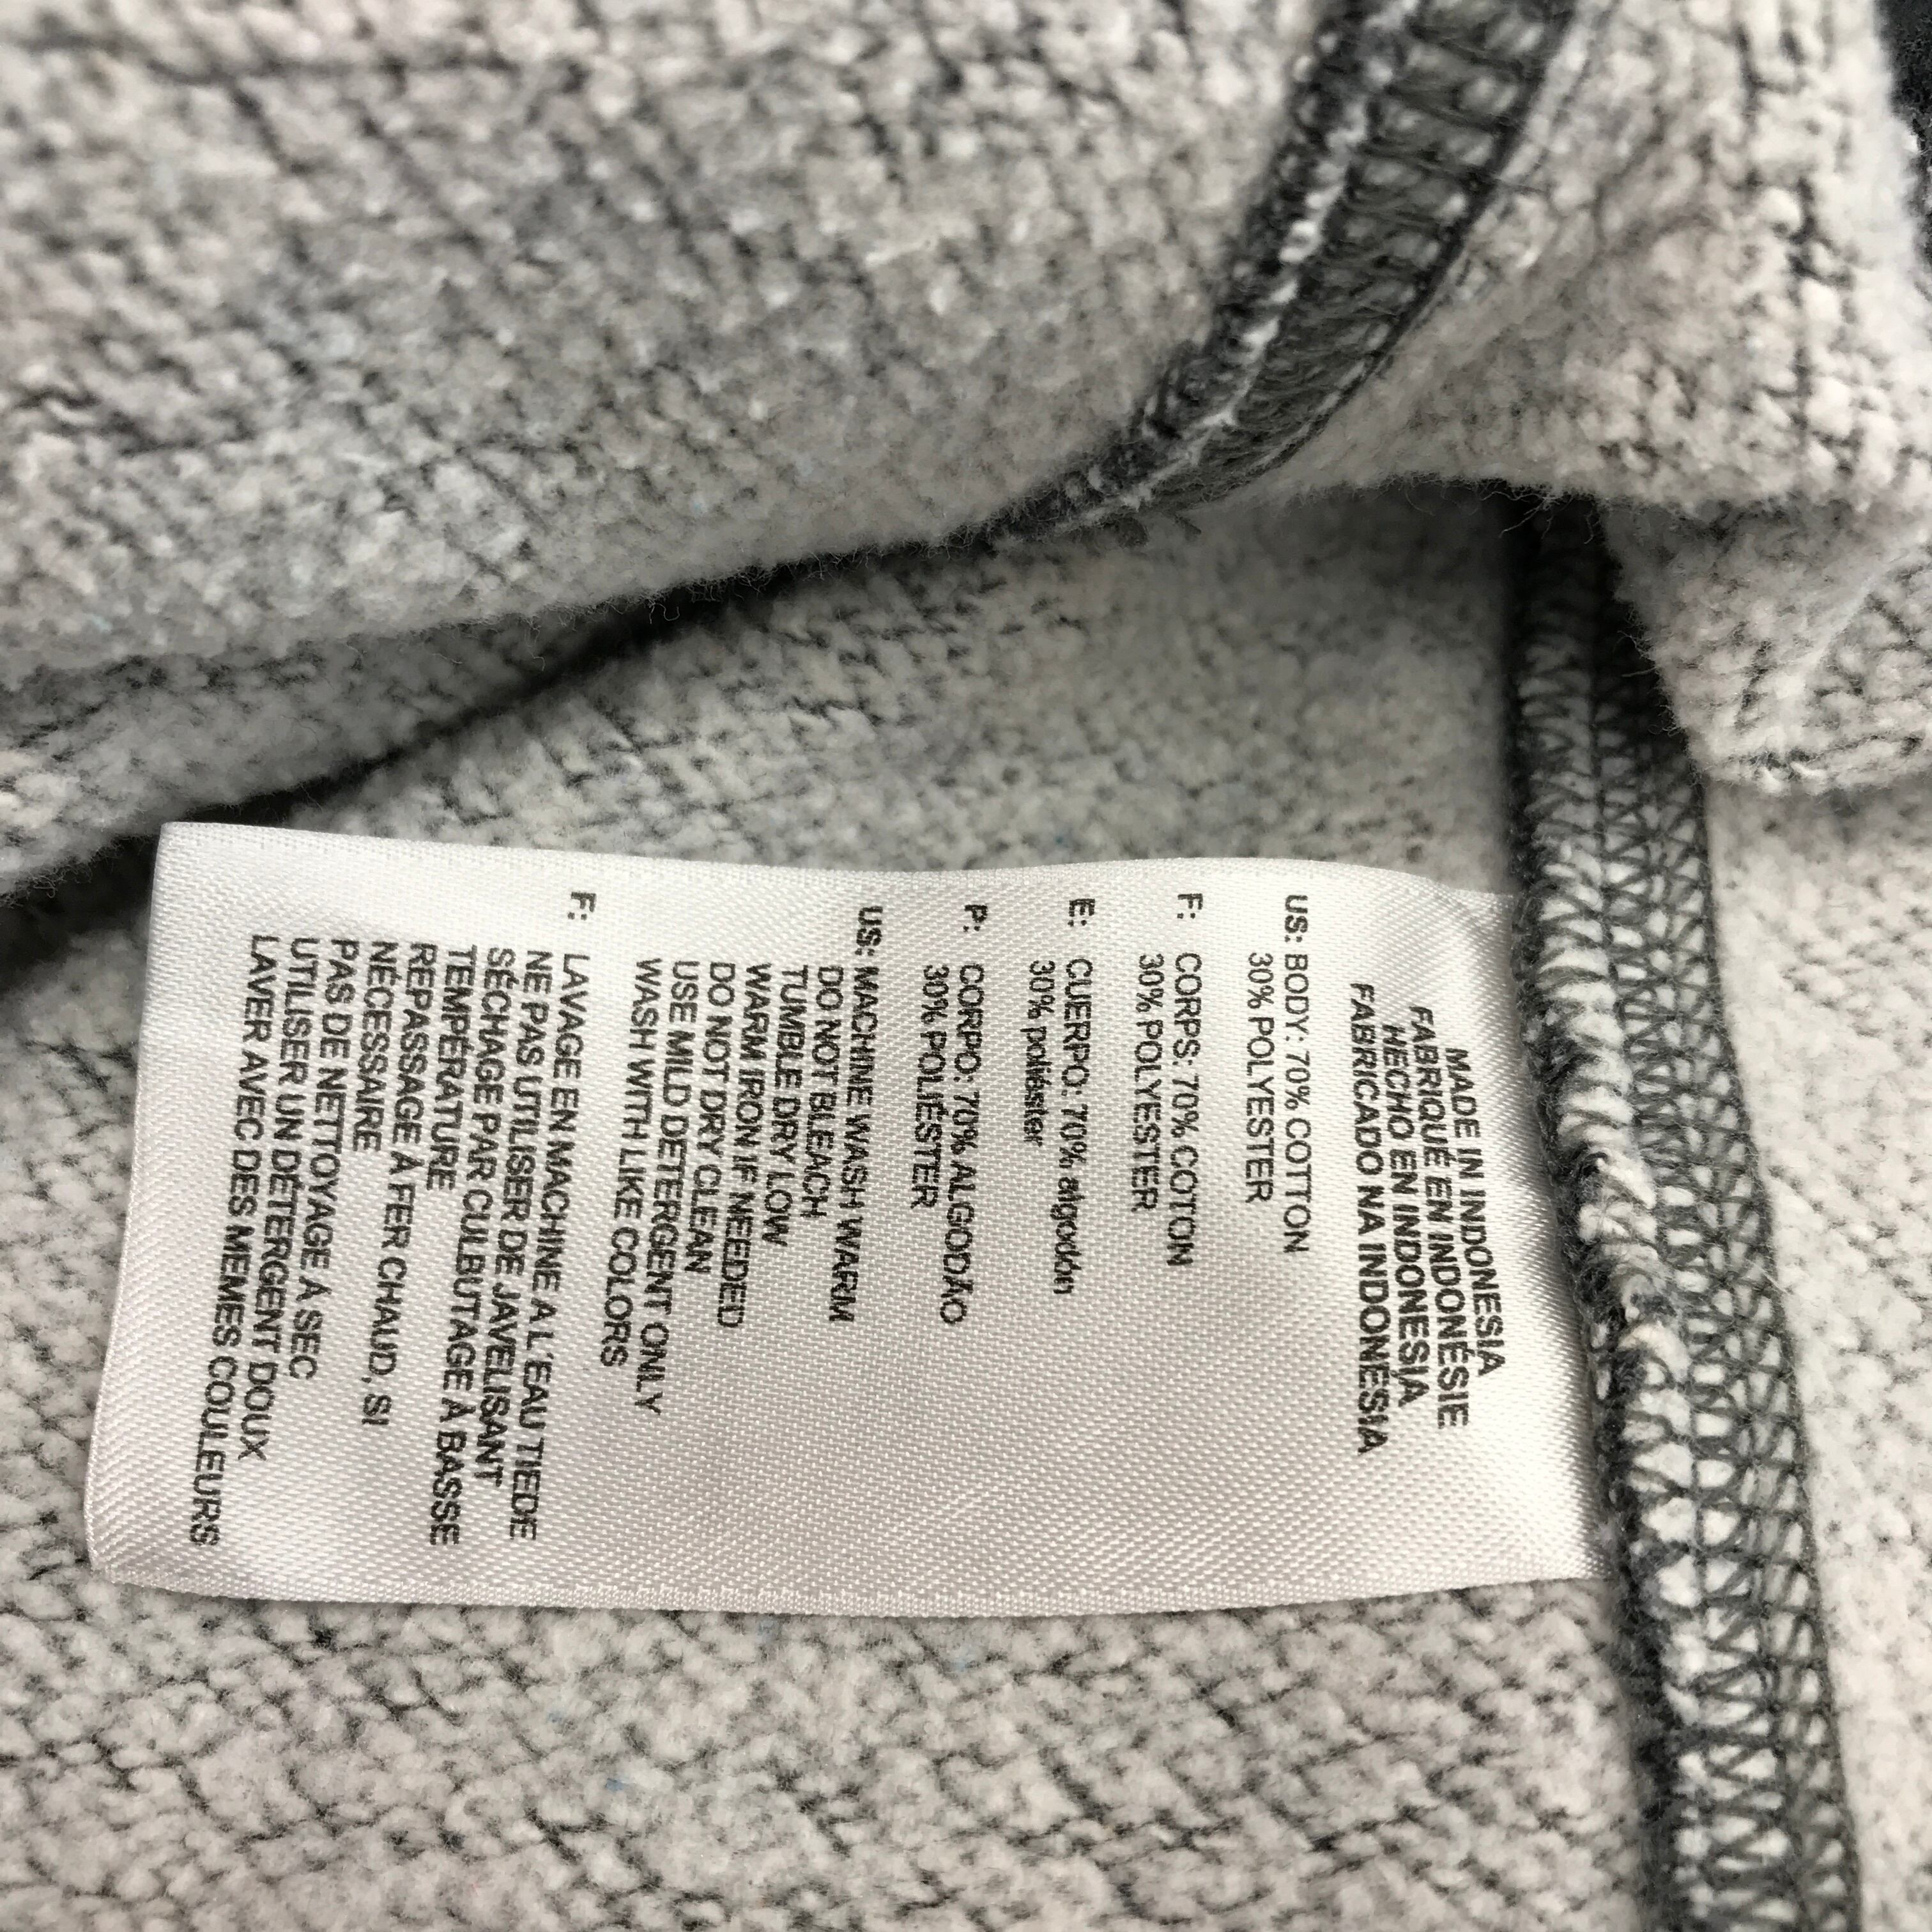 MADE IN INDONESIA
FABRIQUÉ EN INDONÉSIE
HECHO EN INDONESIA
FABRICADO NA INDONÉSIA
US: BODY: 70% COTTON
30% POLYESTER
F: CORPS: 70% COTON
30% POLYESTER
E: CUERPO: 70% algodón
30% poliéster
P: CORPO: 70% ALGODÃO
30% POLIÉSTER
US: MACHINE WASH WARM
DO NOT BLEACH
TUMBLE DRY LOW
WARM IRON IF NEEDED
DO NOT DRY CLEAN
USE MILD DETERGENT ONLY
WASH WITH LIKE COLORS
F: LAVAGE EN MACHINE A L'EAU TIEDE
NE PAS UTILISER DE JAVELISANT
SÉCHAGE PAR CULBUTAGE À BASSE
TEMPÉRATURE
REPASSAGE À FER CHAUD, SI
NÉCESSAIRE
PAS DE NETTOYAGE À SEC
UTILISER UN DÉTERGENT DOUX
LAVER AVEC DES MEMES COULEURS